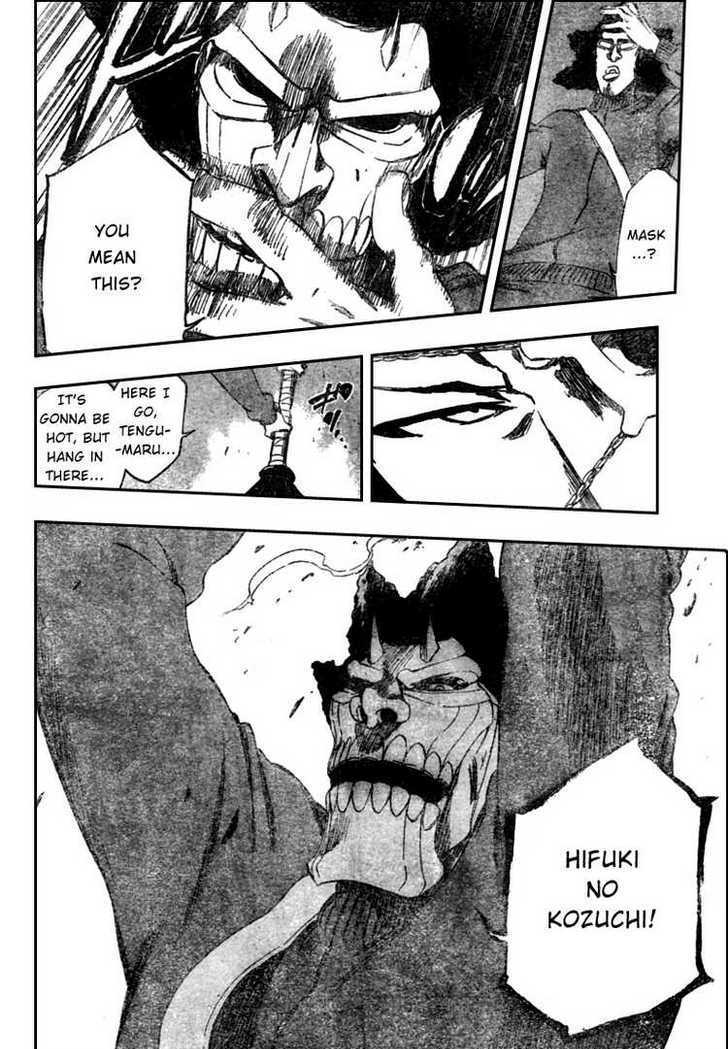 MASK
...?
YOU
MEAN
THIS?
HERE I
GO,
TENGU-
-MARU...
IT'S
GONNA BE
HOT, BUT
HANG IN
THERE...
HIFUKI
NO
KOZUCHI!